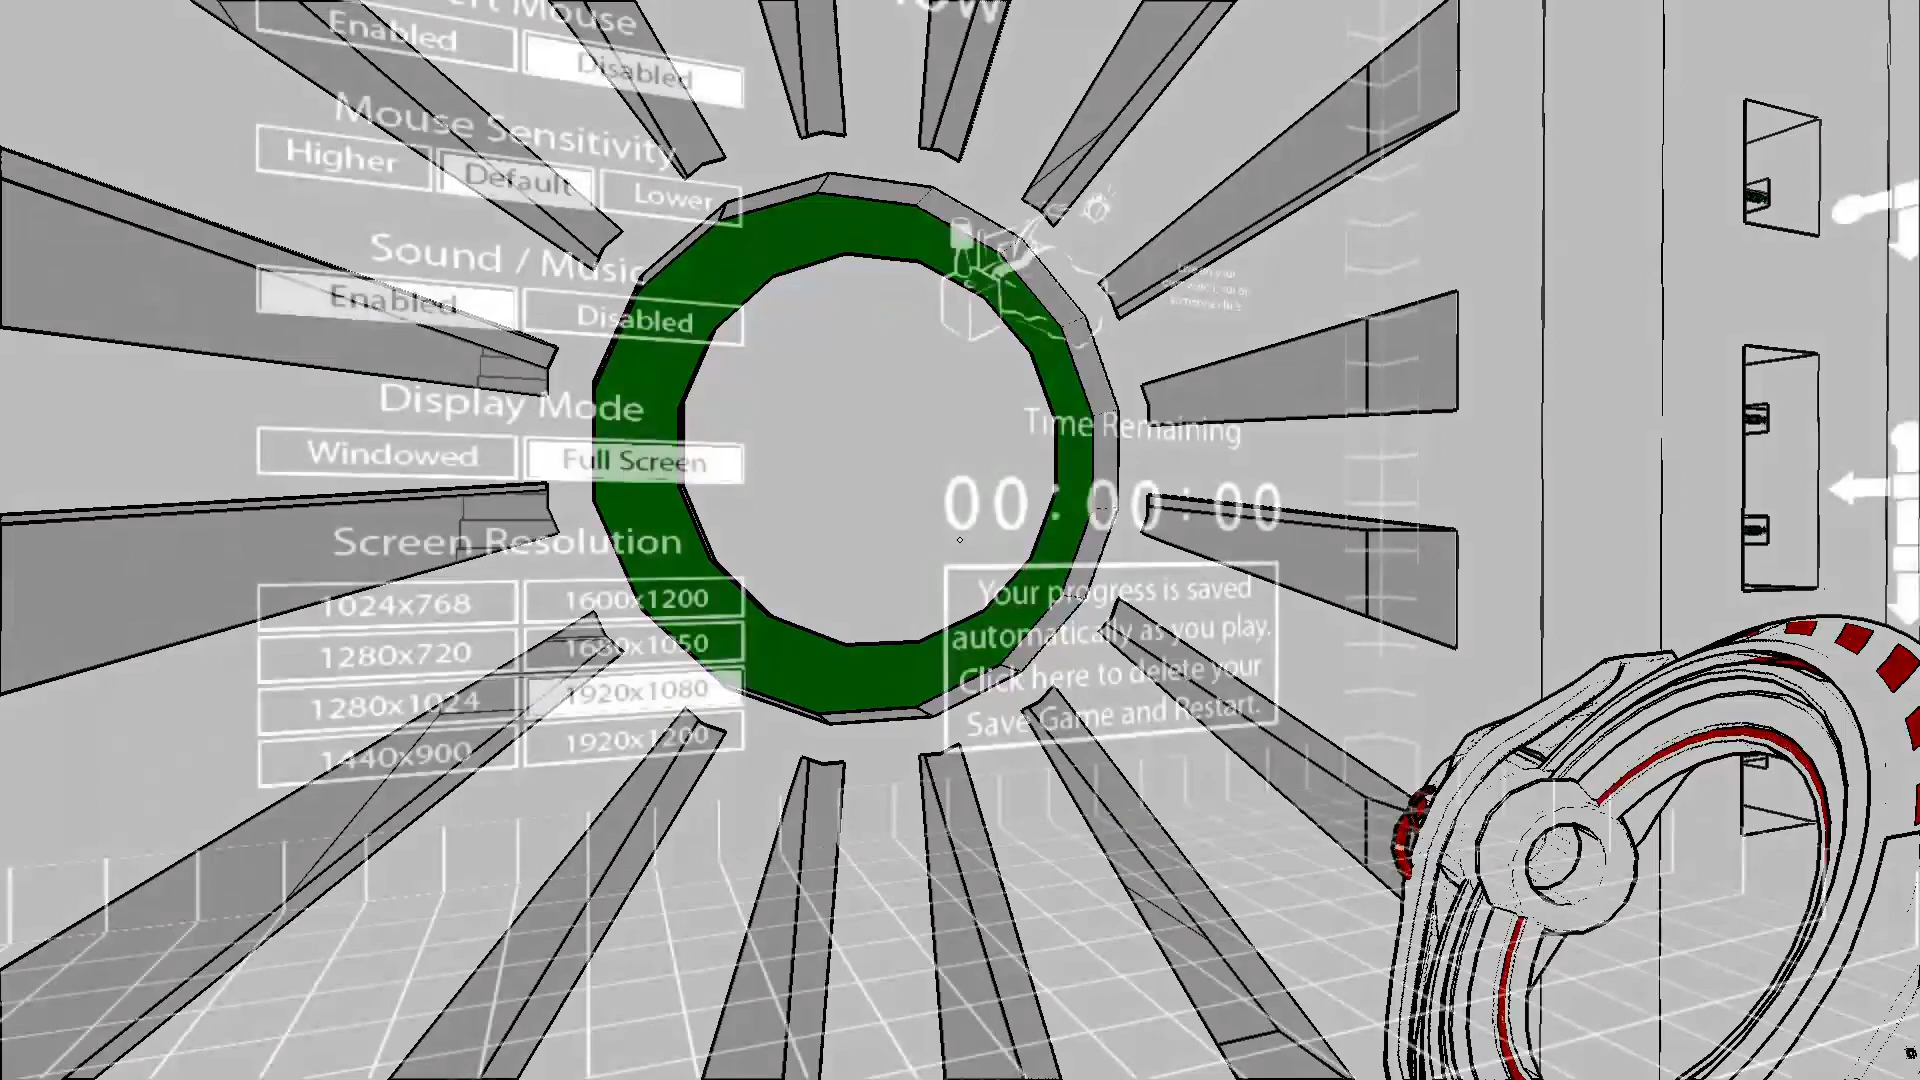 rt Mouse
Enabled
Disabled
Mouse Sensitivity
Higher
Default
Lower
Sound / Music
Enabled
Disabled
Display Mode
Windowed
Full Screen
Screen Resolution
1024x768
1600x1200
1280x720
1680x1050
1280x1024
1920x1080
1440x900
1920x1200
Time Remaining
00:00:00
Your progress is saved
automatically as you play.
Click here to delete your
Save Game and Restart.